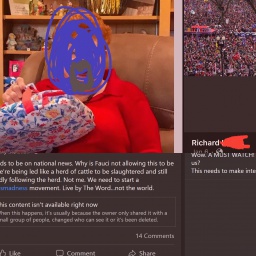 ds to be on national news. Why is Fauci not allowing this to be
e're being led like a herd of cattle to be slaughtered and still
dly following the herd. Not me. We need to start a
madness movement. Live By The Word...not the world.
his content isn't available right now
When this happens, it's usually because the owner only shared it with a
mall group of people, changed who can see it or it's been deleted.
14 Comments
Like
Comment
Share
Richard
Wow. A MUST WATCH!
us?
This needs to make inte